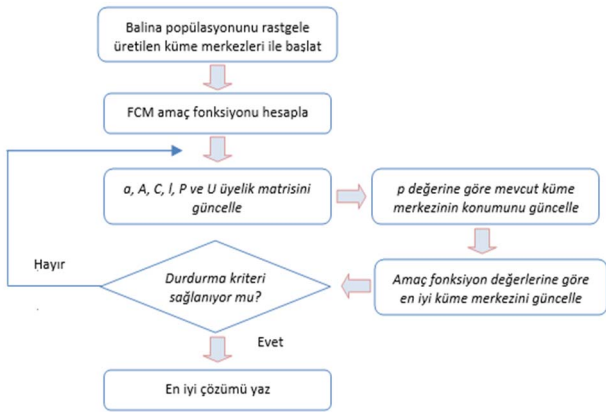 Balina popülasyonunu rastgele
üretilen küme merkezleri ile başlat
FCM amaç fonksiyonu hesapla
a, A, C, l, P ve U üyelik matrisini
güncelle
p değerine göre mevcut küme
merkezinin konumunu güncelle
Amaç fonksiyon değerlerine göre
en iyi küme merkezini güncelle
Durdurma kriteri
sağlanıyor mu?
Hayır
Evet
En iyi çözümü yaz